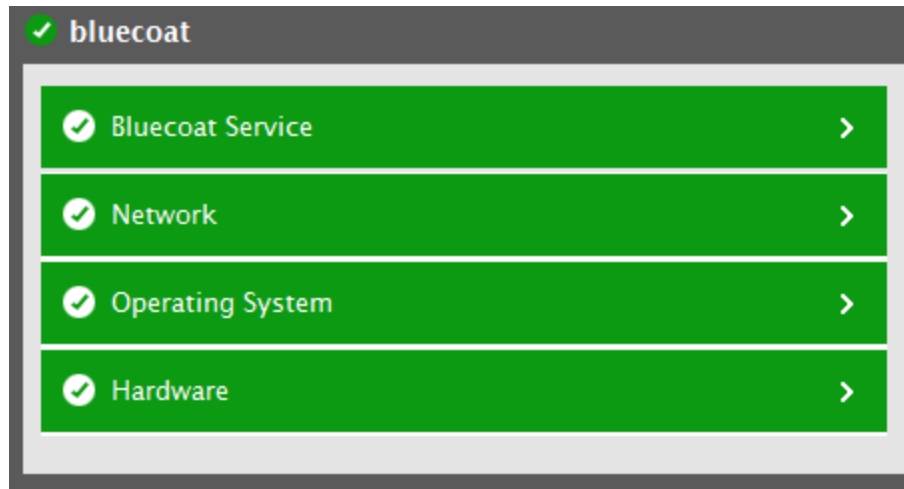 bluecoat
Bluecoat Service
Network
Operating System
Hardware